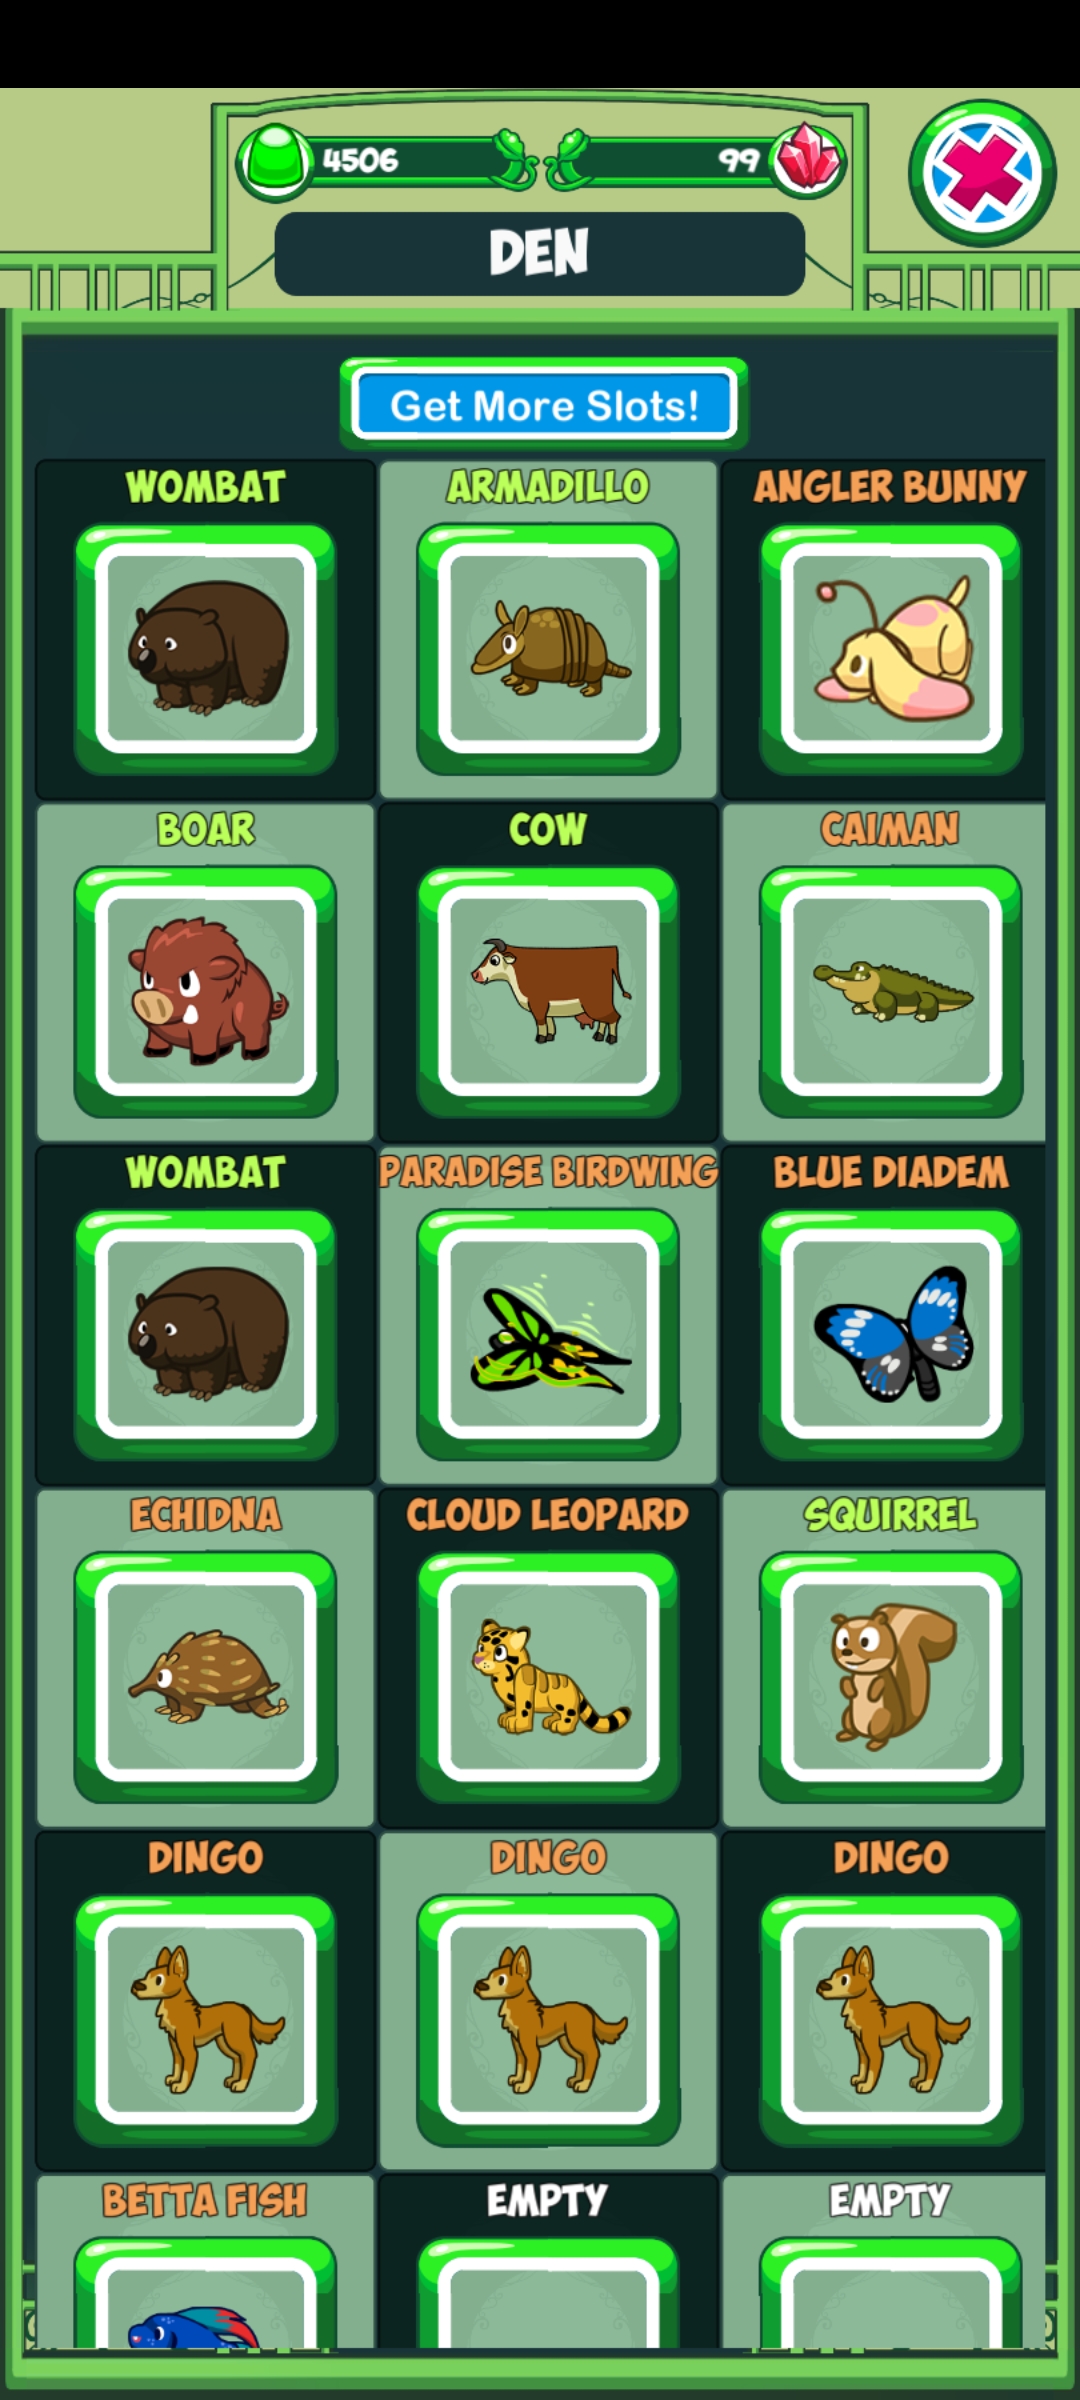 4506 99
DEN
Get More Slots!
WOMBAT ARMADILLO ANGLER BUNNY
BOAR COW CAIMAN
WOMBAT PARADISE BIRDWING BLUE DIADEM
ECHIDNA CLOUD LEOPARD SQUIRREL
DINGO DINGO DINGO
BETTA FISH EMPTY EMPTY